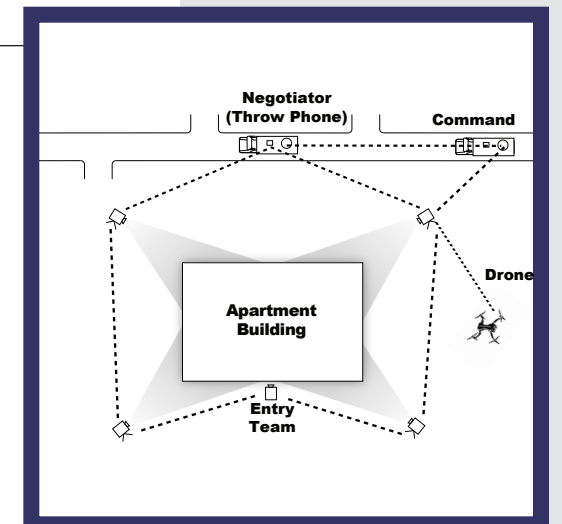 Negotiator
(Throw Phone)
Command
Drone
Apartment
Building
Entry
Team